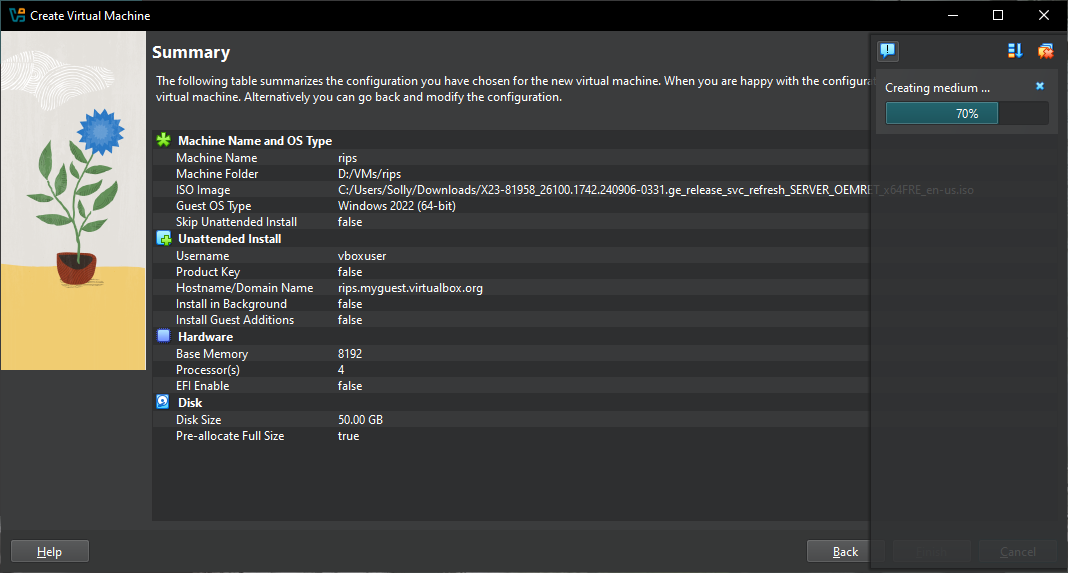 Create Virtual Machine
Summary
The following table summarizes the configuration you have chosen for the new virtual machine. When you are happy with the configura
virtual machine. Alternatively you can go back and modify the configuration.
Creating medium ...
70%
Machine Name and OS Type
Machine Name rips
Machine Folder D:/VMs/rips
ISO Image C:/Users/Solly/Downloads/X23-81958_26100.1742.240906-0331.ge_release_svc_refresh_SERVER_OEMRET_x64FRE_en-us.iso
Guest OS Type Windows 2022 (64-bit)
Skip Unattended Install false
Unattended Install
Username vboxuser
Product Key false
Hostname/Domain Name rips.myguest.virtualbox.org
Install in Background false
Install Guest Additions false
Hardware
Base Memory 8192
Processor(s) 4
EFI Enable false
Disk
Disk Size 50.00 GB
Pre-allocate Full Size true
Help
Back
Cancel